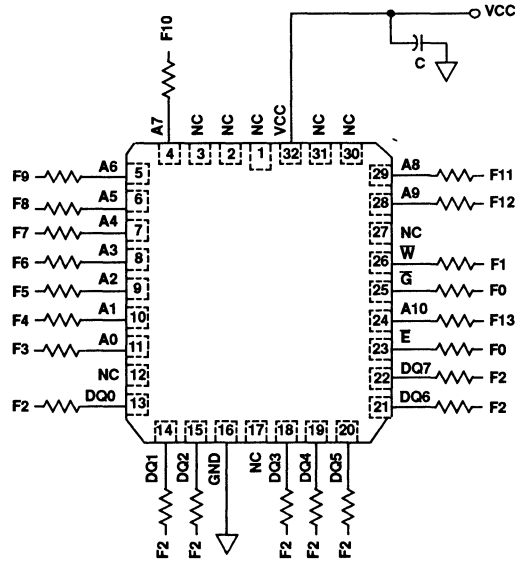 VCC
F10
C
A7 NC NC NC VCC NC NC
4 3 2 1 32 31 30
F9 A6 5
F8 A5 6
F7 A4 7
F6 A3 8
F5 A2 9
F4 A1 10
F3 A0 11
NC 12
F2 DQ0 13
29 A8 F11
28 A9 F12
27 NC
26 W F1
25 G F0
24 A10 F13
23 E F0
22 DQ7 F2
21 DQ6 F2
14 15 16 17 18 19 20
DQ1 DQ2 GND NC DQ3 DQ4 DQ5
F2 F2 F2 F2 F2